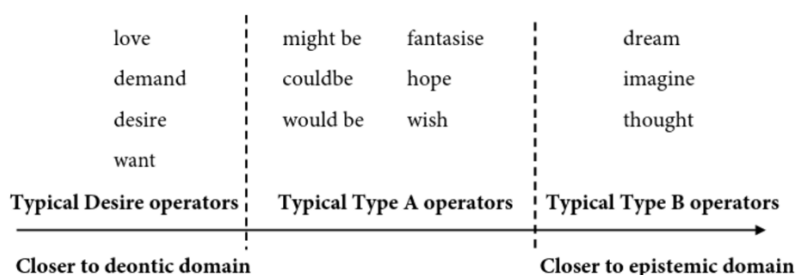 love might be fantasise dream
demand couldbe hope imagine
desire would be wish thought
want
Typical Desire operators Typical Type A operators Typical Type B operators
Closer to deontic domain Closer to epistemic domain